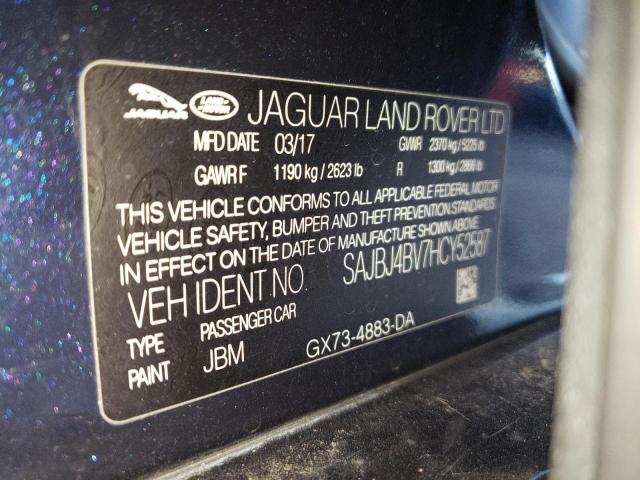 JAGUAR LAND ROVER JAGUAR LAND ROVER LTD
MFD DATE 03/17 GVWR 2370 kg / 5225 lb
GAWR F 1190 kg / 2623 lb R 1300 kg / 2866 lb
THIS VEHICLE CONFORMS TO ALL APPLICABLE FEDERAL MOTOR
VEHICLE SAFETY, BUMPER AND THEFT PREVENTION STANDARDS
IN EFFECT ON THE DATE OF MANUFACTURE SHOWN ABOVE.
VEH IDENT NO. SAJBJ4BV7HCY52587
TYPE PASSENGER CAR
PAINT JBM GX73-4883-DA